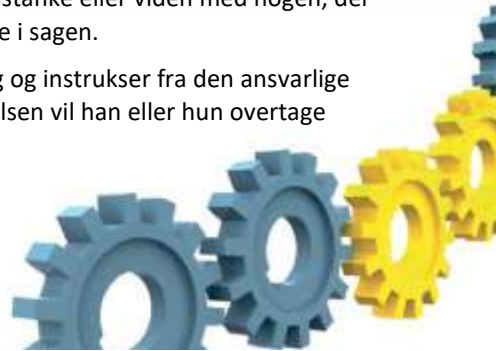 stanke eller viden med nogen, der
e i sagen.
g og instrukser fra den ansvarlige
lsen vil han eller hun overtage